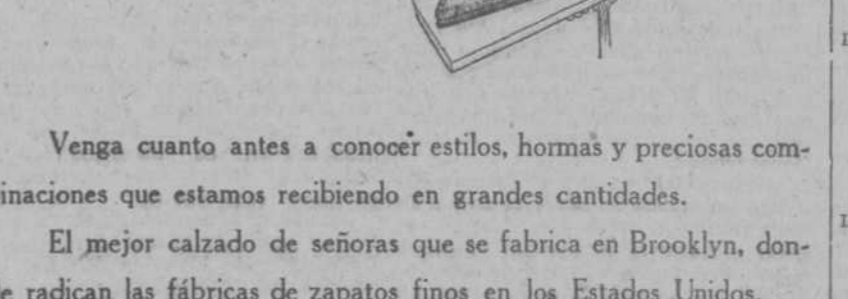 Venga cuanto antes a conocer estilos, hormas y preciosas com-
inaciones que estamos recibiendo en grandes cantidades.
El mejor calzado de señoras que se fabrica en Brooklyn, don-
e radican las fábricas de zapatos finos en los Estados Unidos.